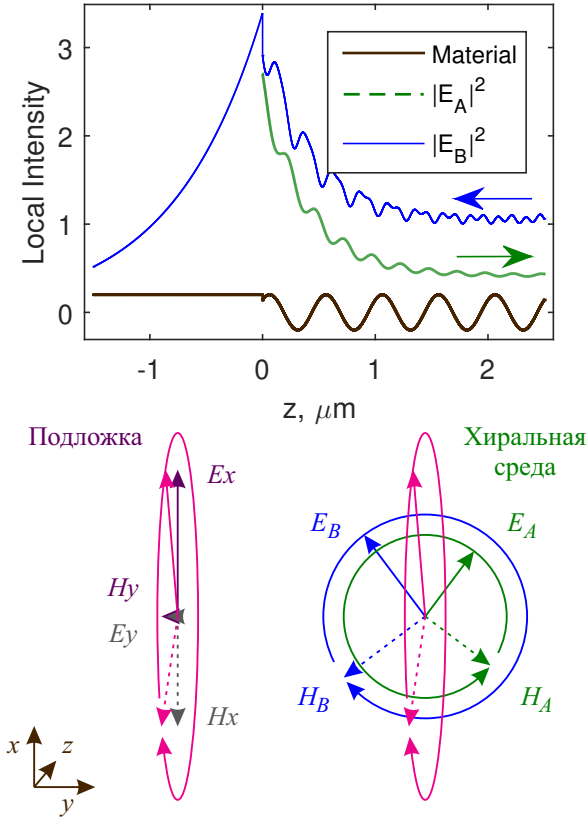 3
2
1
0
Local Intensity
Material
|E_A|^2
|E_B|^2
-1 0 1 2
z, μm
Подложка
Хиральная
среда
Ex
E_B
E_A
Hy
Ey
Hx
H_B
H_A
x
z
y